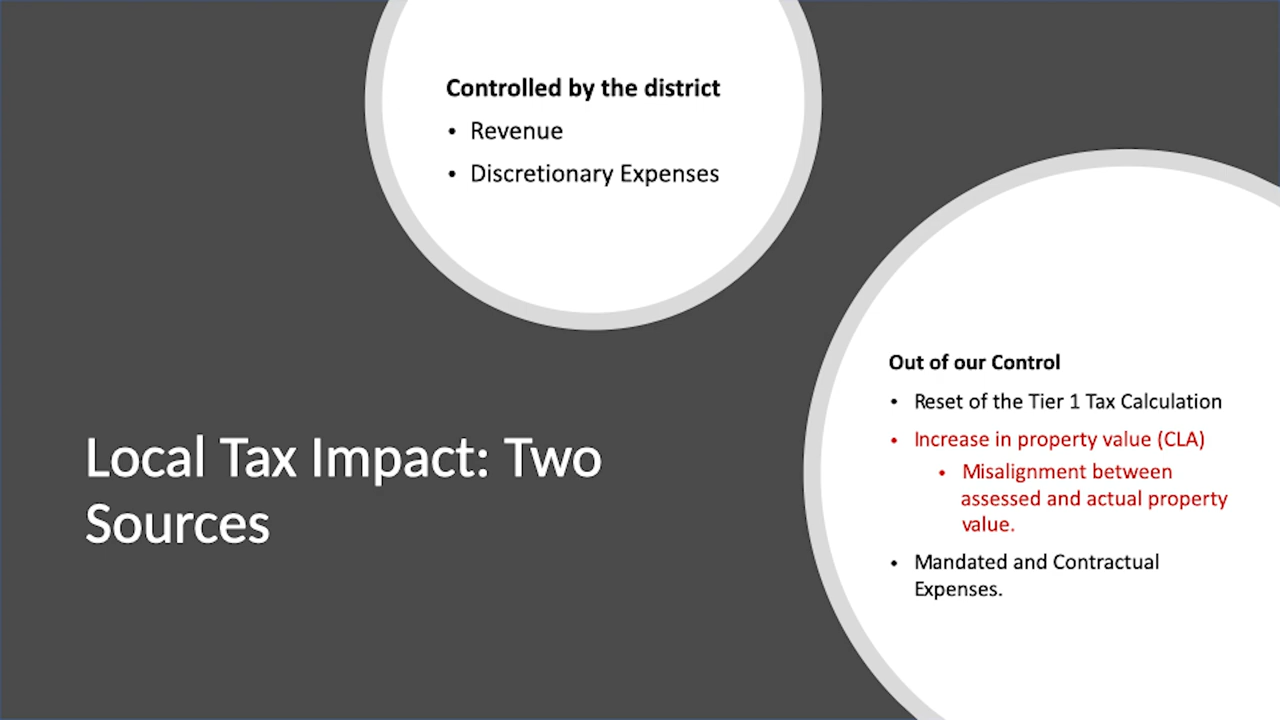 Controlled by the district
• Revenue
• Discretionary Expenses
Out of our Control
• Reset of the Tier 1 Tax Calculation
• Increase in property value (CLA)
• Misalignment between
assessed and actual property
value.
• Mandated and Contractual
Expenses.
Local Tax Impact: Two
Sources